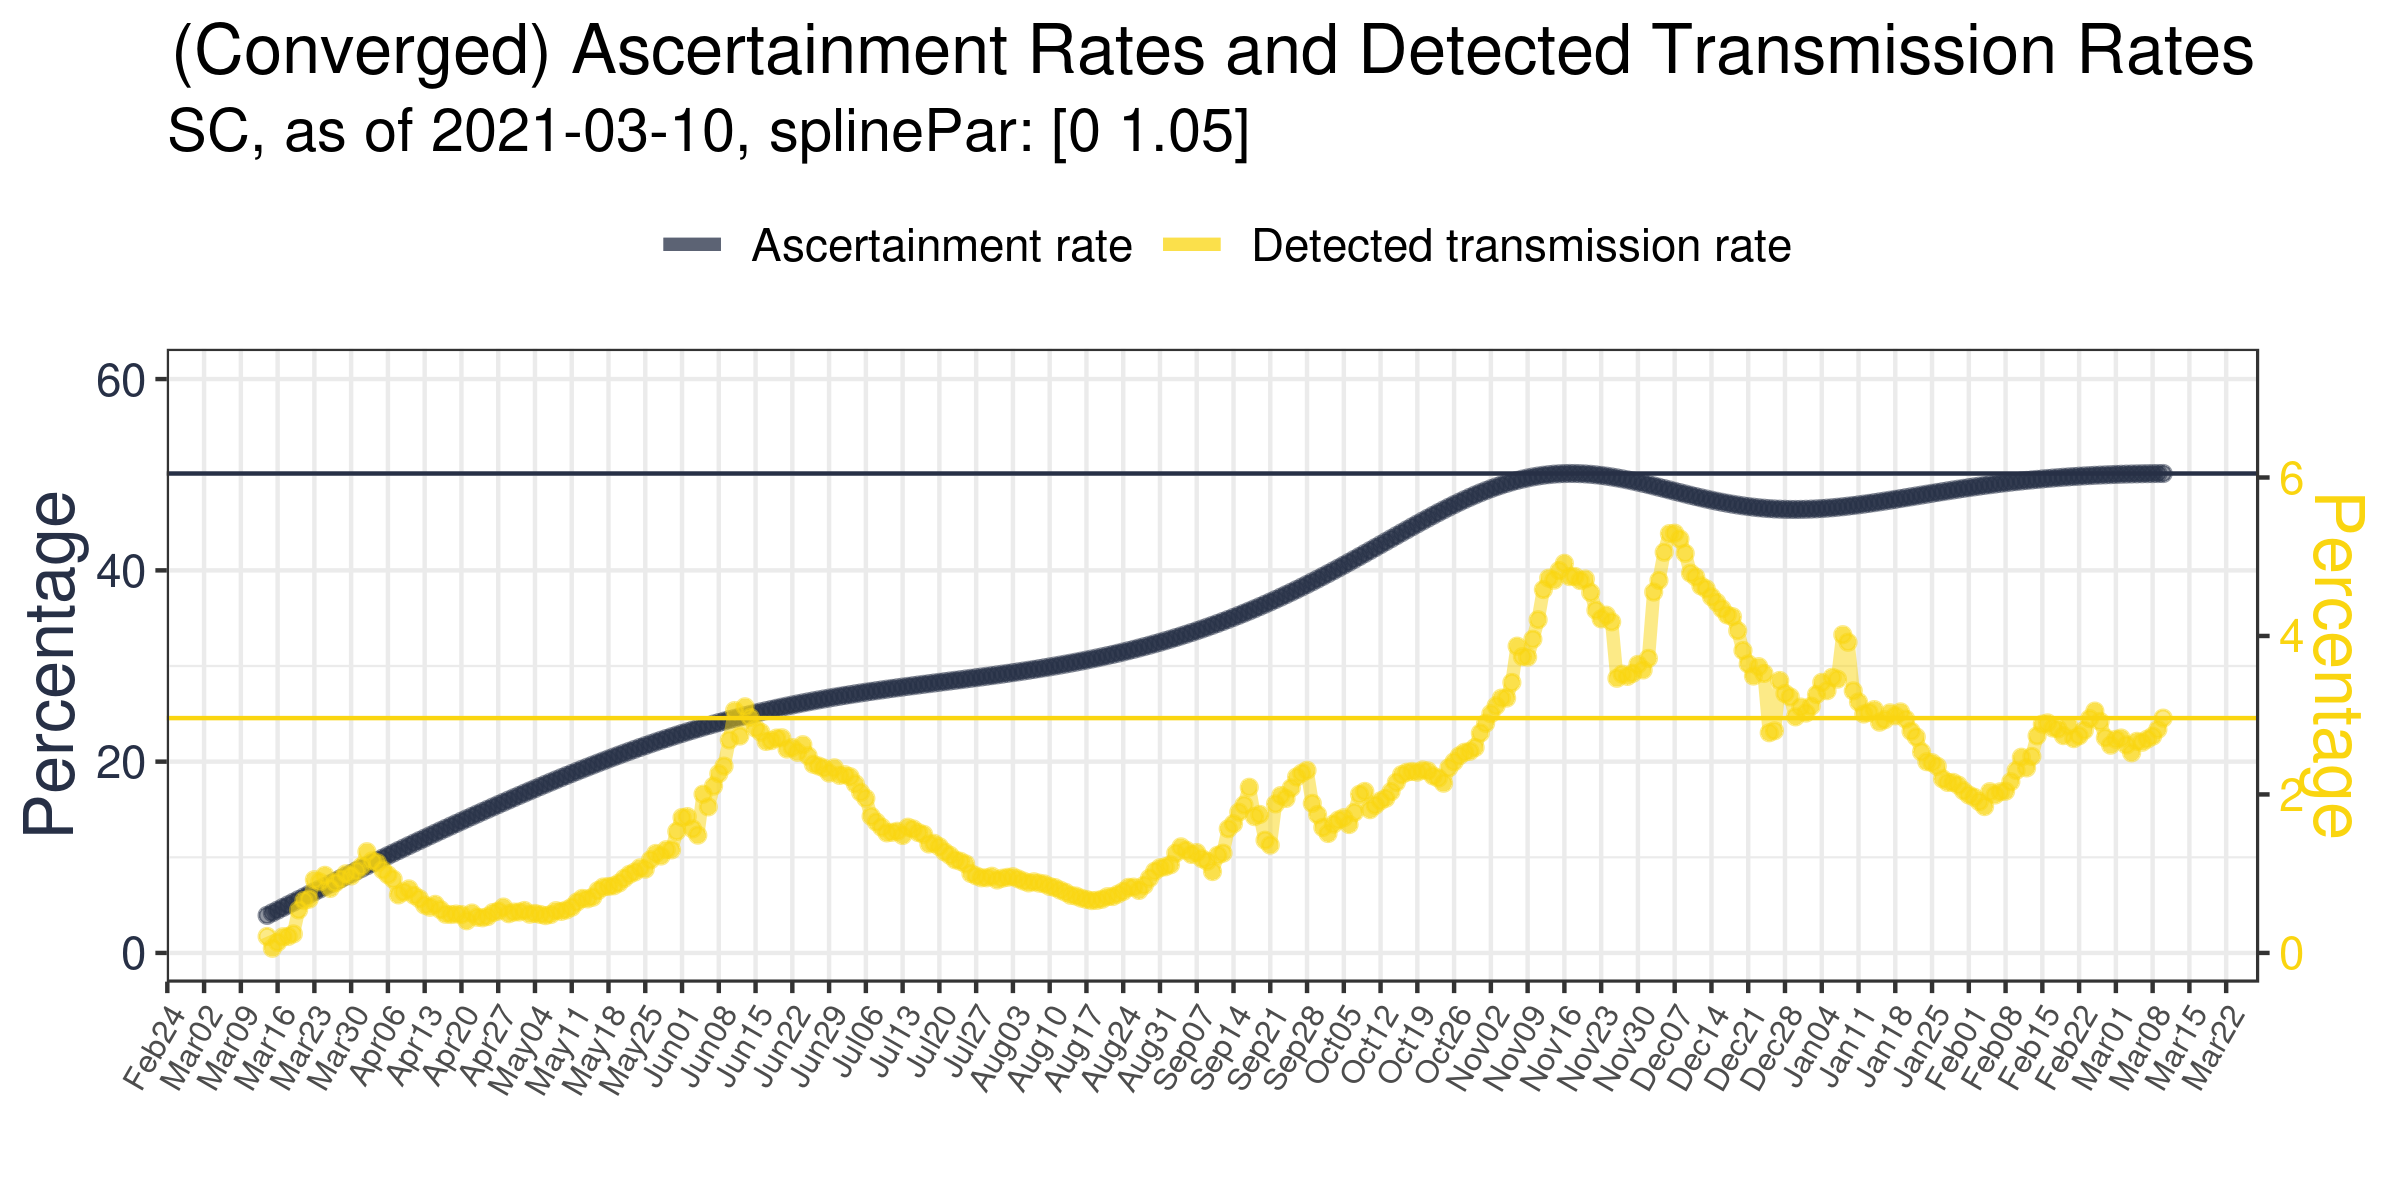 (Converged) Ascertainment Rates and Detected Transmission Rates
SC, as of 2021-03-10, splinePar: [0 1.05]
Ascertainment rate
Detected transmission rate
Percentage
60
40
20
0
6
4
2
0
Percentage
Feb24
Mar02
Mar09
Mar16
Mar23
Mar30
Apr06
Apr13
Apr20
Apr27
May04
May11
May18
May25
Jun01
Jun08
Jun15
Jun22
Jun29
Jul06
Jul13
Jul20
Jul27
Aug03
Aug10
Aug17
Aug24
Aug31
Sep07
Sep14
Sep21
Sep28
Oct05
Oct12
Oct19
Oct26
Nov02
Nov09
Nov16
Nov23
Nov30
Dec07
Dec14
Dec21
Dec28
Jan04
Jan11
Jan18
Jan25
Feb01
Feb08
Feb15
Feb22
Mar01
Mar08
Mar15
Mar22